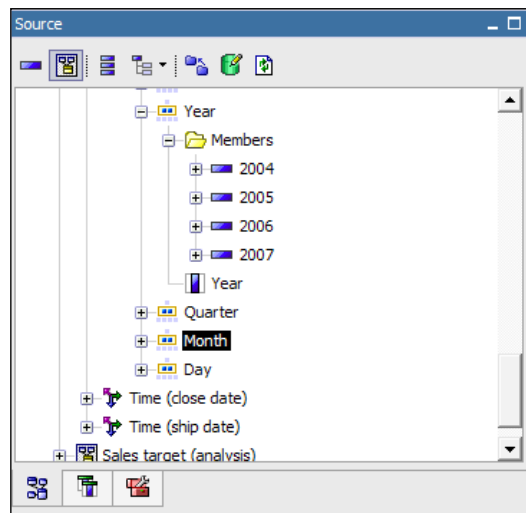 Source
Year
Members
2004
2005
2006
2007
Year
Quarter
Month
Day
Time (close date)
Time (ship date)
Sales target (analysis)